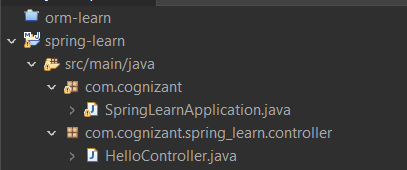 orm-learn
spring-learn
src/main/java
com.cognizant
SpringLearnApplication.java
com.cognizant.spring_learn.controller
HelloController.java